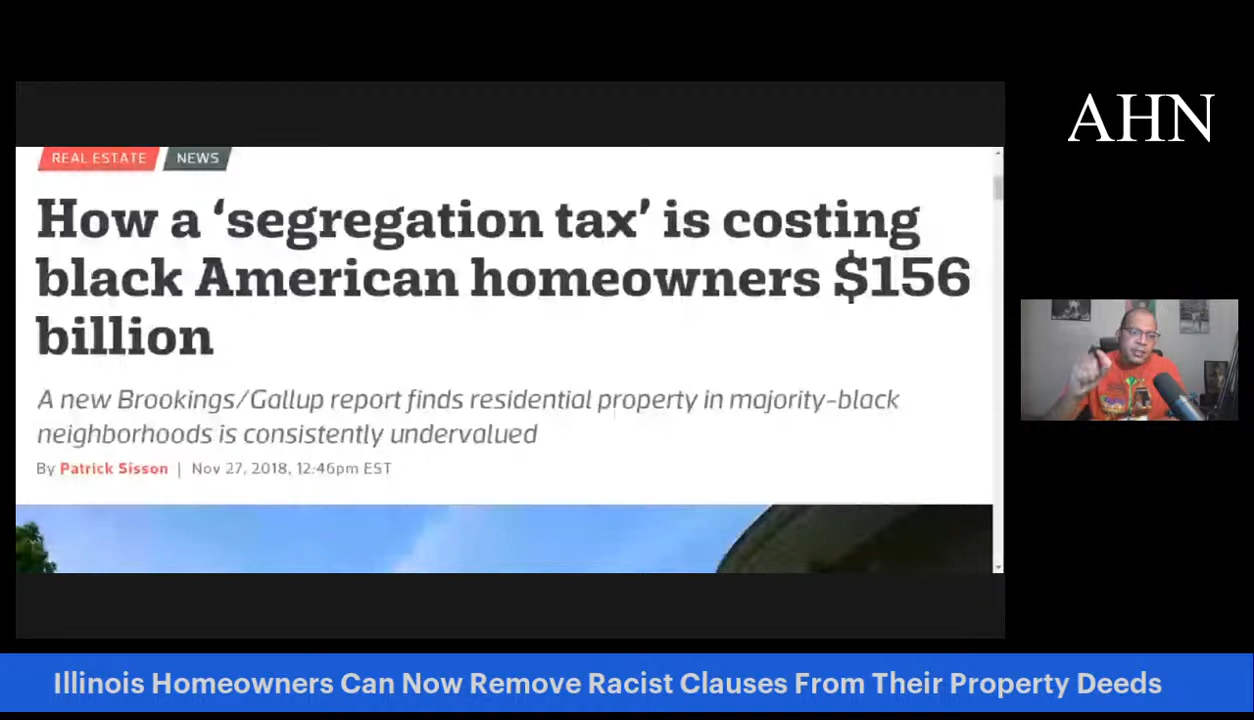 AHN
REAL ESTATE NEWS
How a ‘segregation tax’ is costing
black American homeowners $156
billion
A new Brookings/Gallup report finds residential property in majority-black
neighborhoods is consistently undervalued
By Patrick Sisson | Nov 27, 2018, 12:46pm EST
Illinois Homeowners Can Now Remove Racist Clauses From Their Property Deeds